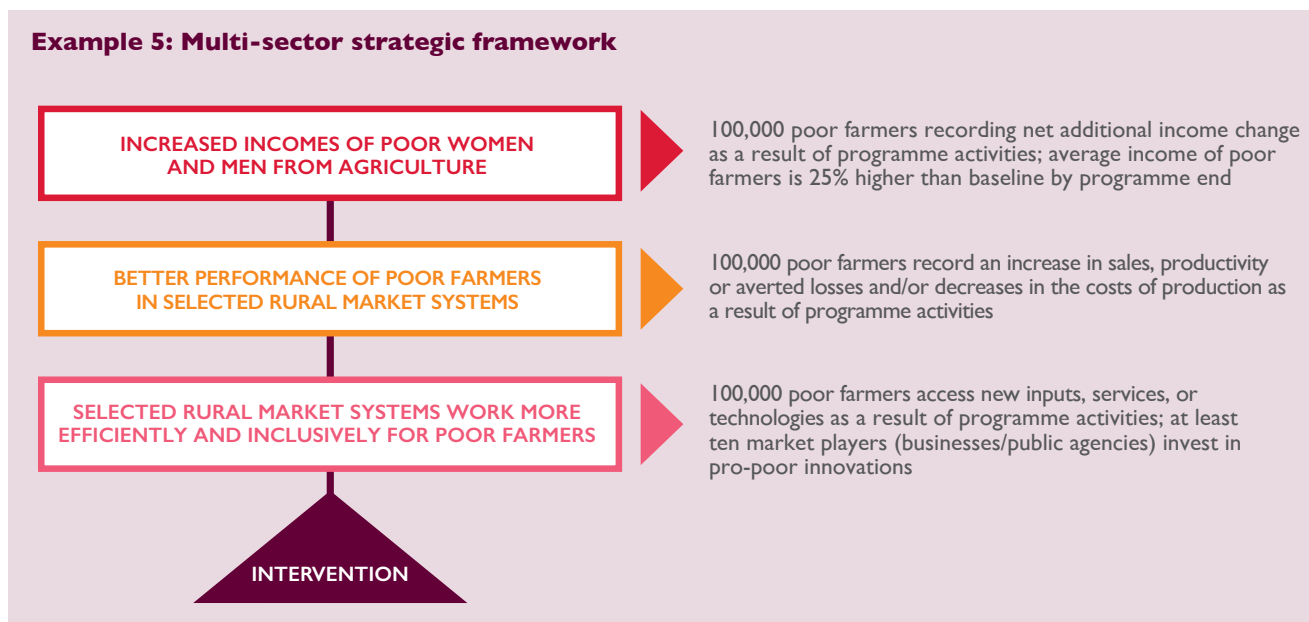 Example 5: Multi-sector strategic framework
INCREASED INCOMES OF POOR WOMEN
AND MEN FROM AGRICULTURE
100,000 poor farmers recording net additional income change
as a result of programme activities; average income of poor
farmers is 25% higher than baseline by programme end
BETTER PERFORMANCE OF POOR FARMERS
IN SELECTED RURAL MARKET SYSTEMS
100,000 poor farmers record an increase in sales, productivity
or averted losses and/or decreases in the costs of production as
a result of programme activities
SELECTED RURAL MARKET SYSTEMS WORK MORE
EFFICIENTLY AND INCLUSIVELY FOR POOR FARMERS
100,000 poor farmers access new inputs, services, or
technologies as a result of programme activities; at least
ten market players (businesses/public agencies) invest in
pro-poor innovations
INTERVENTION